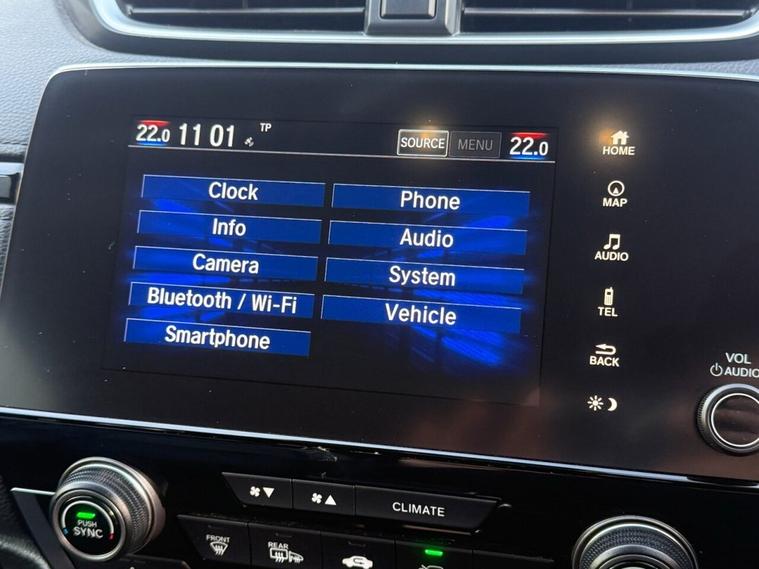 22.0 11 01 TP SOURCE MENU 22.0
Clock Phone
Info Audio
Camera System
Bluetooth / Wi-Fi Vehicle
Smartphone
HOME
MAP
AUDIO
TEL
BACK
VOL
AUDIO
PUSH
SYNC
CLIMATE
FRONT
REAR